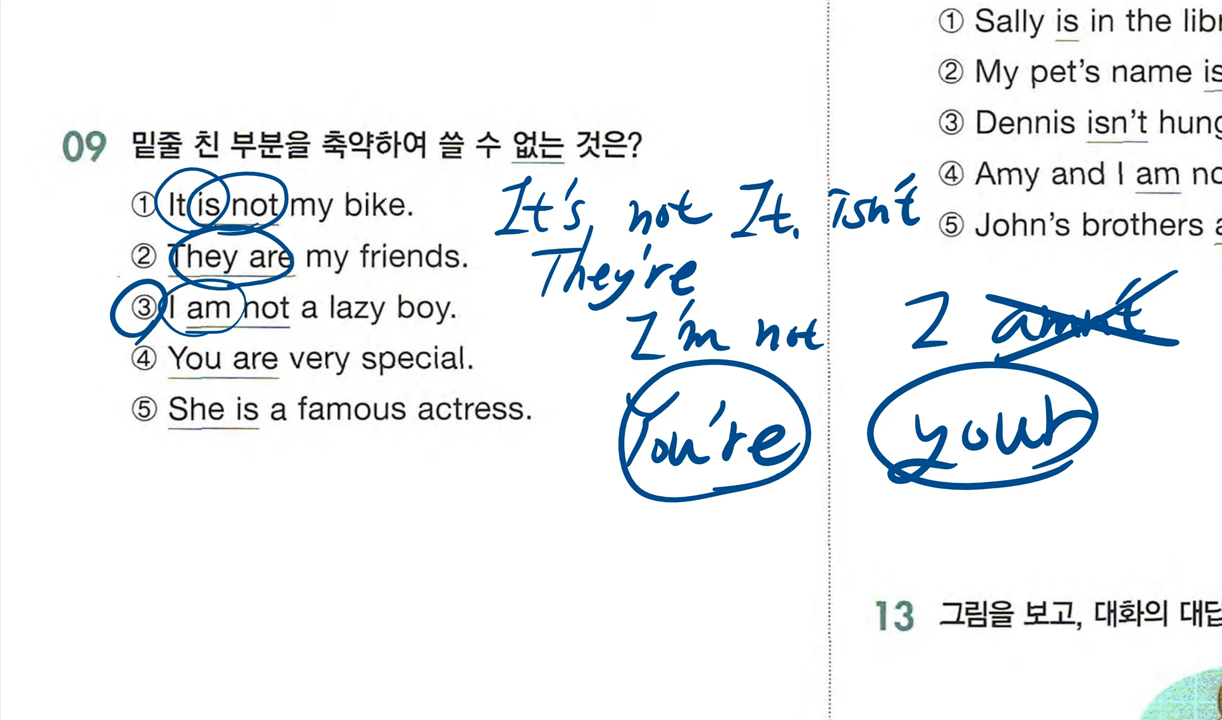 09 밑줄 친 부분을 축약하여 쓸 수 없는 것은?
① It is not my bike.
② They are my friends.
③ I am not a lazy boy.
④ You are very special.
⑤ She is a famous actress.
It's not It isn't
They're
I'm not I amn't
You're your
① Sally is in the libr
② My pet's name is
③ Dennis isn't hung
④ Amy and I am no
⑤ John's brothers a
13 그림을 보고, 대화의 대답